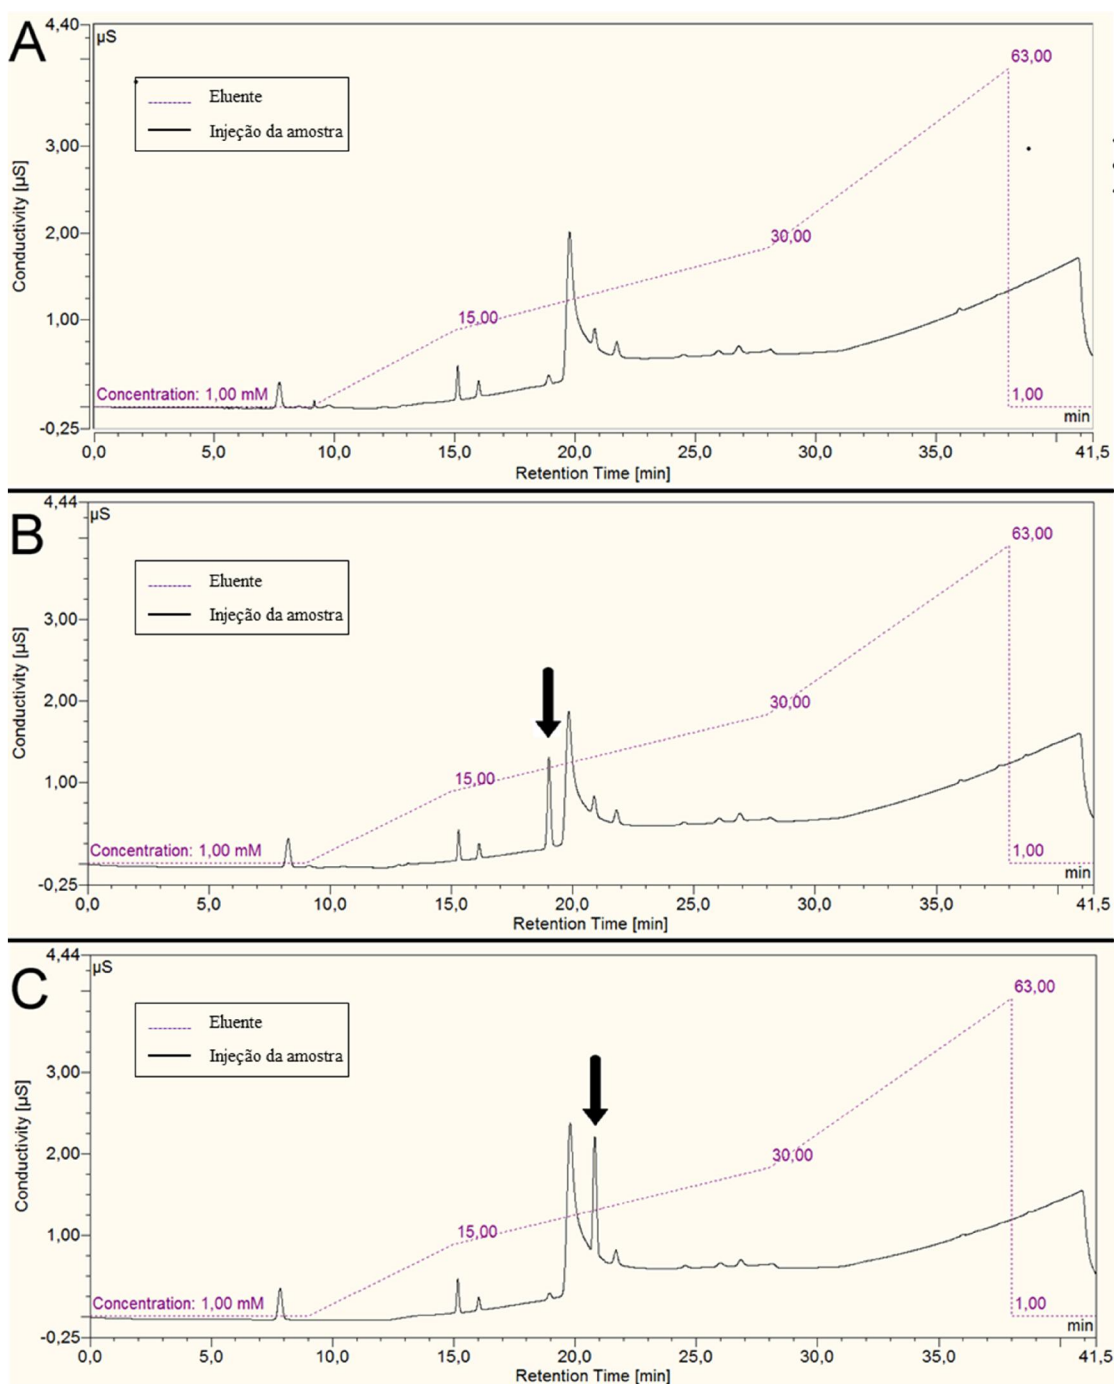 A
4,40
µS
Eluente
Injeção da amostra
63,00
3,00
Conductivity [µS]
2,00
30,00
15,00
1,00
Concentration: 1,00 mM
1,00
min
-0,25
0,0 5,0 10,0 15,0 20,0 25,0 30,0 35,0 41,5
Retention Time [min]
B
4,44
µS
63,00
Eluente
Injeção da amostra
3,00
Conductivity [µS]
2,00
30,00
15,00
1,00
Concentration: 1,00 mM
1,00
min
-0,25
0,0 5,0 10,0 15,0 20,0 25,0 30,0 35,0 41,5
Retention Time [min]
C
4,44
µS
63,00
Eluente
Injeção da amostra
3,00
Conductivity [µS]
2,00
30,00
15,00
1,00
Concentration: 1,00 mM
1,00
min
-0,25
0,0 5,0 10,0 15,0 20,0 25,0 30,0 35,0 41,5
Retention Time [min]